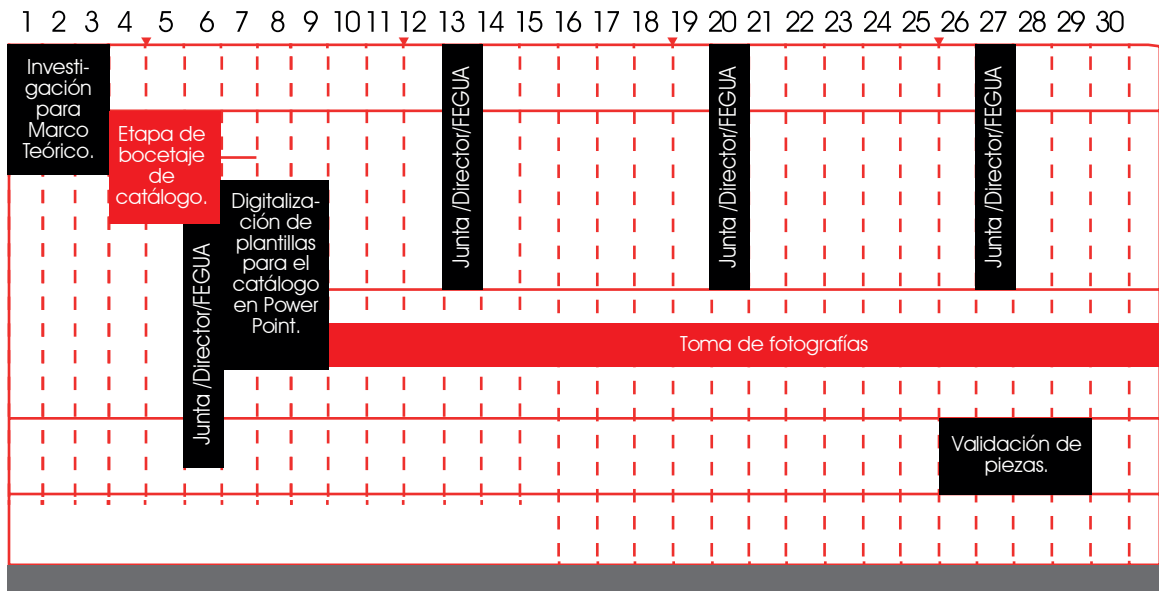 1 2 3 4 5 6 7 8 9 10 11 12 13 14 15 16 17 18 19 20 21 22 23 24 25 26 27 28 29 30
Investi-
gación
para
Marco
Teórico.
Etapa de
bocetaje
de
catálogo.
Junta /Director/FEGUA
Digitaliza-
ción de
plantillas
para el
catálogo
en Power
Point.
Junta /Director/FEGUA
Junta /Director/FEGUA
Junta /Director/FEGUA
Toma de fotografías
Validación de
piezas.